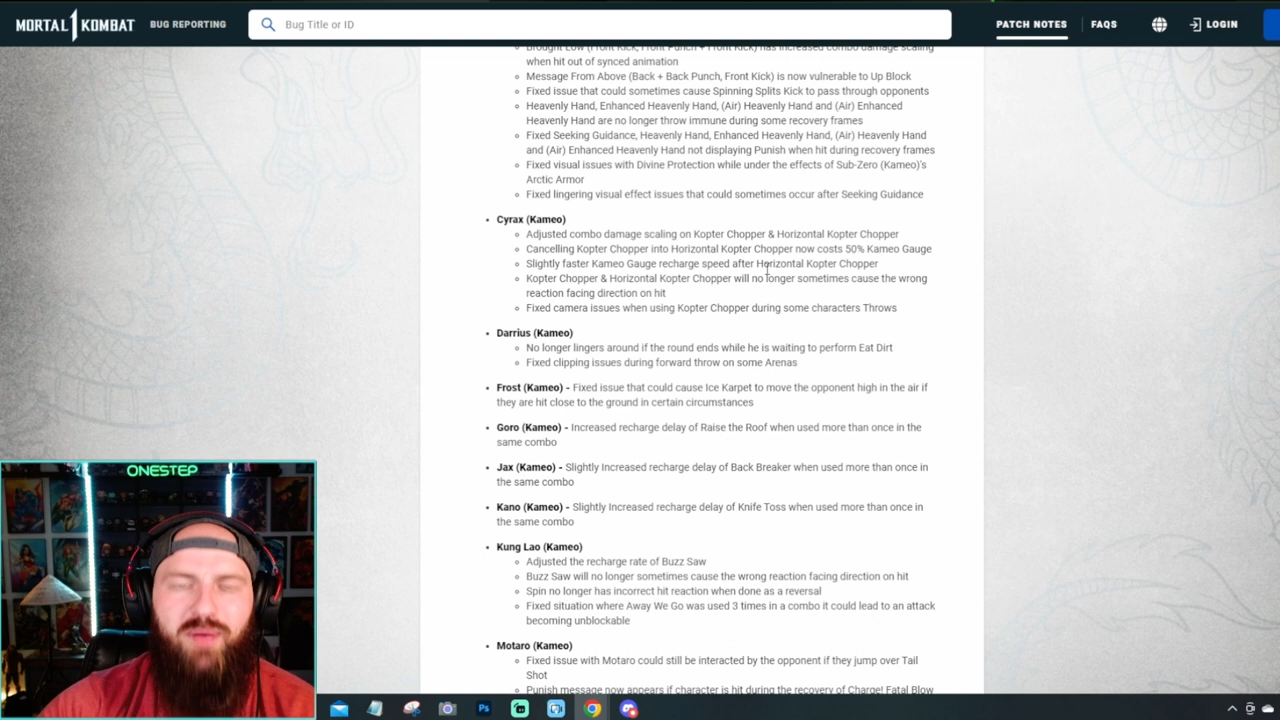 MORTAL 1 KOMBAT
BUG REPORTING
Bug Title or ID
PATCH NOTES
FAQS
LOGIN
Brought Low (Front Kick, Front Punch + Front Kick) has increased combo damage scaling
when hit out of synced animation
Message From Above (Back + Back Punch, Front Kick) is now vulnerable to Up Block
Fixed issue that could sometimes cause Spinning Splits Kick to pass through opponents
Heavenly Hand, Enhanced Heavenly Hand, (Air) Heavenly Hand and (Air) Enhanced
Heavenly Hand are no longer throw immune during some recovery frames
Fixed Seeking Guidance, Heavenly Hand, Enhanced Heavenly Hand, (Air) Heavenly Hand
and (Air) Enhanced Heavenly Hand not displaying Punish when hit during recovery frames
Fixed visual issues with Divine Protection while under the effects of Sub-Zero (Kameo)'s
Arctic Armor
Fixed lingering visual effect issues that could sometimes occur after Seeking Guidance
Cyrax (Kameo)
Adjusted combo damage scaling on Kopter Chopper & Horizontal Kopter Chopper
Cancelling Kopter Chopper into Horizontal Kopter Chopper now costs 50% Kameo Gauge
Slightly faster Kameo Gauge recharge speed after Horizontal Kopter Chopper
Kopter Chopper & Horizontal Kopter Chopper will no longer sometimes cause the wrong
reaction facing direction on hit
Fixed camera issues when using Kopter Chopper during some characters Throws
Darrius (Kameo)
No longer lingers around if the round ends while he is waiting to perform Eat Dirt
Fixed clipping issues during forward throw on some Arenas
Frost (Kameo) - Fixed issue that could cause Ice Karpet to move the opponent high in the air if
they are hit close to the ground in certain circumstances
Goro (Kameo) - Increased recharge delay of Raise the Roof when used more than once in the
same combo
Jax (Kameo) - Slightly Increased recharge delay of Back Breaker when used more than once in
the same combo
Kano (Kameo) - Slightly Increased recharge delay of Knife Toss when used more than once in
the same combo
Kung Lao (Kameo)
Adjusted the recharge rate of Buzz Saw
Buzz Saw will no longer sometimes cause the wrong reaction facing direction on hit
Spin no longer has incorrect hit reaction when done as a reversal
Fixed situation where Away We Go was used 3 times in a combo it could lead to an attack
becoming unblockable
Motaro (Kameo)
Fixed issue with Motaro could still be interacted by the opponent if they jump over Tail
Shot
Punish message now appears if character is hit during the recovery of Charge! Fatal Blow
ONESTEP
Ps